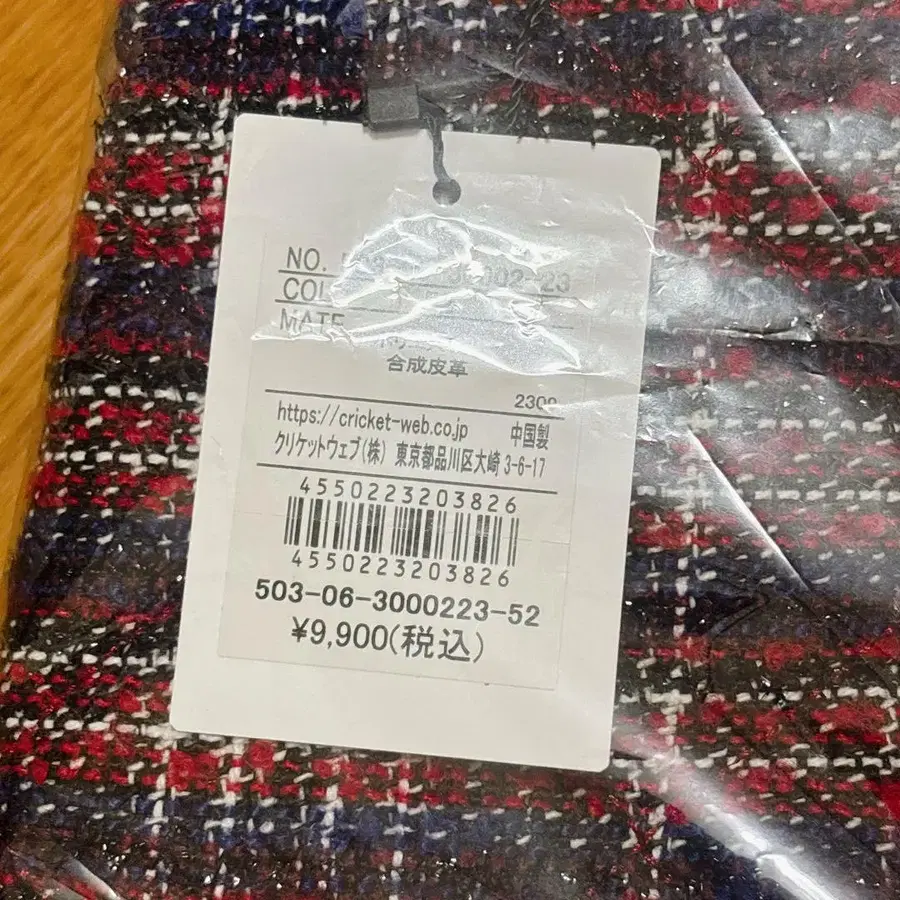 NO.
COL
MATE
合成皮革
https://cricket-web.co.jp 中国製
クリケットウェブ(株) 東京都品川区大崎 3-6-17
4550223203826
4550223203826
503-06-3000223-52
¥9,900(税込)